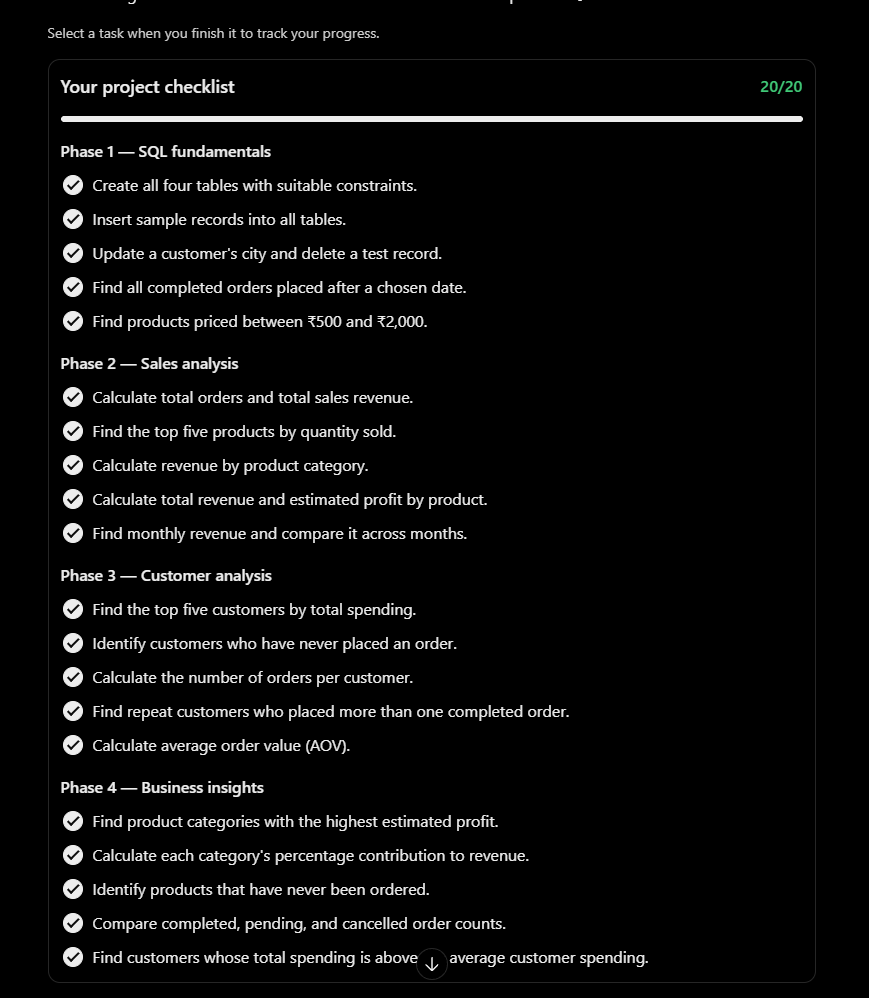 Select a task when you finish it to track your progress.
Your project checklist
20/20
Phase 1 — SQL fundamentals
Create all four tables with suitable constraints.
Insert sample records into all tables.
Update a customer's city and delete a test record.
Find all completed orders placed after a chosen date.
Find products priced between ₹500 and ₹2,000.
Phase 2 — Sales analysis
Calculate total orders and total sales revenue.
Find the top five products by quantity sold.
Calculate revenue by product category.
Calculate total revenue and estimated profit by product.
Find monthly revenue and compare it across months.
Phase 3 — Customer analysis
Find the top five customers by total spending.
Identify customers who have never placed an order.
Calculate the number of orders per customer.
Find repeat customers who placed more than one completed order.
Calculate average order value (AOV).
Phase 4 — Business insights
Find product categories with the highest estimated profit.
Calculate each category's percentage contribution to revenue.
Identify products that have never been ordered.
Compare completed, pending, and cancelled order counts.
Find customers whose total spending is above average customer spending.